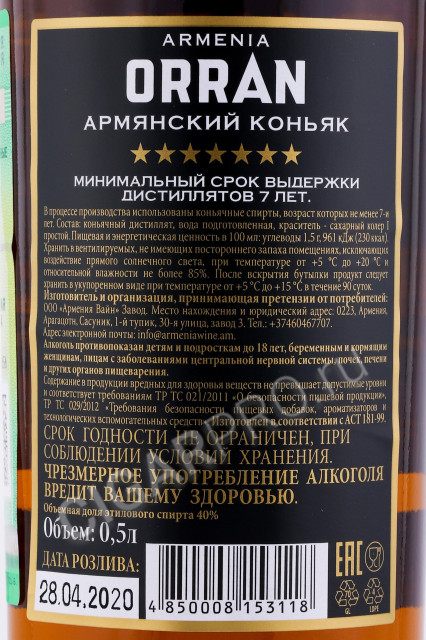 ARMENIA
ORRAN
АРМЯНСКИЙ КОНЬЯК
МИНИМАЛЬНЫЙ СРОК ВЫДЕРЖКИ
ДИСТИЛЛЯТОВ 7 ЛЕТ.
В процессе производства использованы коньячные спирты, возраст которых не менее 7-и
лет. Состав: коньячный дистиллят, вода подготовленная, краситель - сахарный колер 1
простой. Пищевая и энергетическая ценность в 100 мл: углеводы 1.5 г, 961 кДж (230 ккал)
Хранить в вентилируемых, не имеющих постороннего запаха помещениях, исключающих
воздействие прямого солнечного света, при температуре от +5 °С до +20 °С и
относительной влажности не более 85%. После вскрытия бутылки продукт следует
хранить в укупоренном виде при температуре от +5 °С до +15 °С в течение 90 суток.
Изготовитель и организация, принимающая претензии от потребителей:
ООО "Армения Вайн" Завод. Место нахождения и юридический адрес: 0223, Армения,
Арагацотн, Сасуник, 1-й тупик, 30-я улица, завод 3. Тел.: +37460467707.
Адрес электронной почты: info@armeniawine.am.
Алкоголь противопоказан детям и подросткам до 18 лет, беременным и кормящим
женщинам, лицам с заболеваниями центральной нервной системы, почек, печени
и других органов пищеварения.
Содержание в продукции вредных для здоровья веществ не превышает допустимые уровни
и соответствует требованиям ТР ТС 021/2011 "О безопасности пищевой продукции",
ТР ТС 029/2012 "Требования безопасности пищевых добавок, ароматизаторов и
технологических вспомогательных средств". Изготовлен в соответствии с АСТ 181-99.
СРОК ГОДНОСТИ НЕ ОГРАНИЧЕН, ПРИ
СОБЛЮДЕНИИ УСЛОВИЙ ХРАНЕНИЯ.
ЧРЕЗМЕРНОЕ УПОТРЕБЛЕНИЕ АЛКОГОЛЯ
ВРЕДИТ ВАШЕМУ ЗДОРОВЬЮ.
Объемная доля этилового спирта 40%
Объем: 0,5л
ДАТА РОЗЛИВА:
28.04.2020
4 850008 153118
EAC
70
GL
4
LDPE